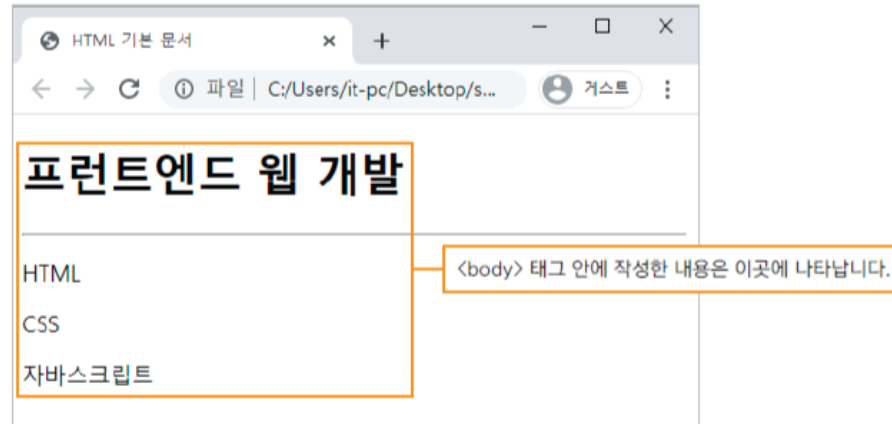 HTML 기본 문서
파일 | C:/Users/it-pc/Desktop/s...
게스트
프런트엔드 웹 개발
HTML
<body> 태그 안에 작성한 내용은 이곳에 나타납니다.
CSS
자바스크립트